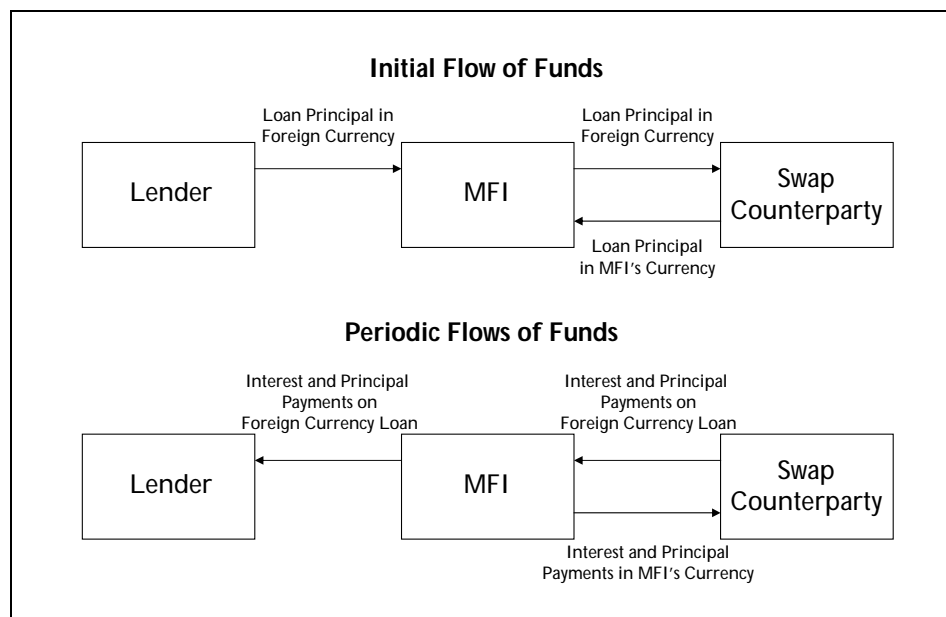 Initial Flow of Funds
Loan Principal in
Foreign Currency
Loan Principal in
Foreign Currency
Lender
MFI
Swap
Counterparty
Loan Principal
in MFI's Currency
Periodic Flows of Funds
Interest and Principal
Payments on
Foreign Currency Loan
Interest and Principal
Payments on
Foreign Currency Loan
Lender
MFI
Swap
Counterparty
Interest and Principal
Payments in MFI's Currency